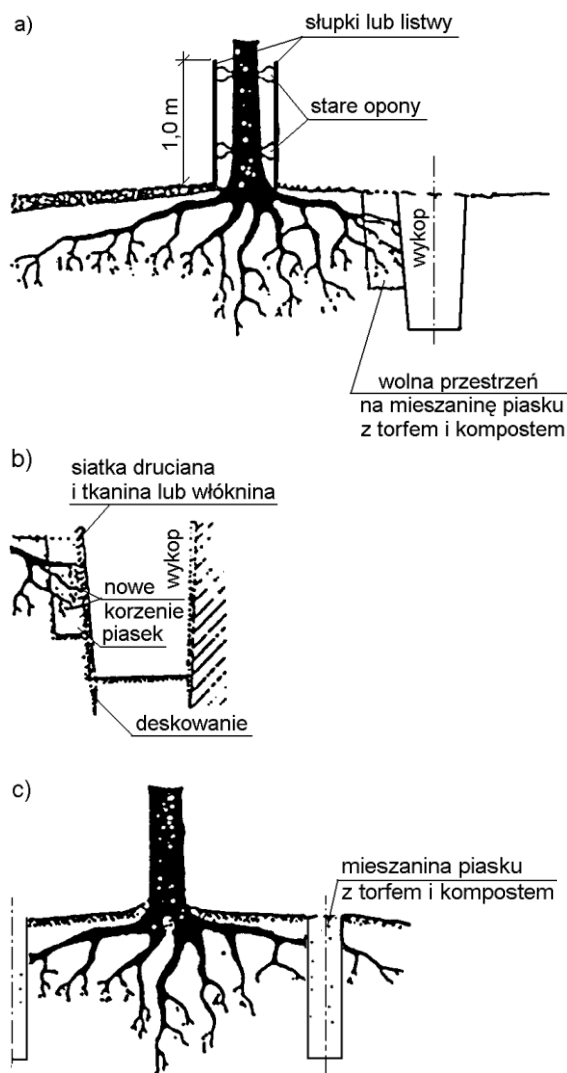 a)
słupki lub listwy
stare opony
1,0 m
wykop
wolna przestrzeń
na mieszaninę piasku
z torfem i kompostem
b)
siatka druciana
i tkanina lub włóknina
wykop
nowe
korzenie
piasek
deskowanie
c)
mieszanina piasku
z torfem i kompostem